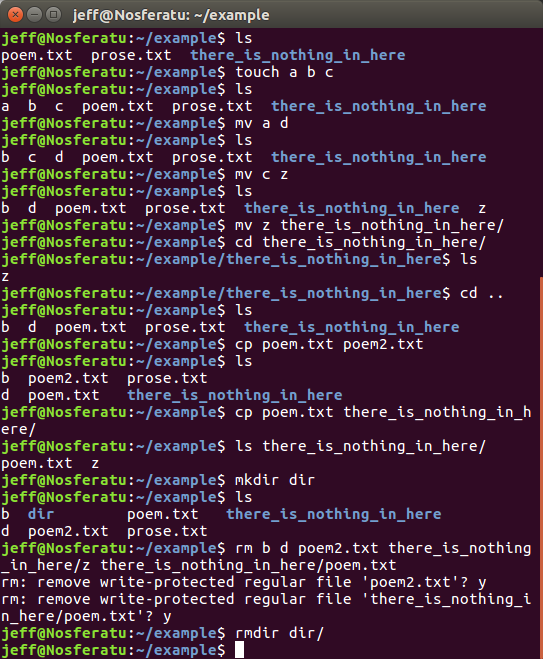 jeff@Nosferatu: ~/example
jeff@Nosferatu:~/example$ ls
poem.txt  prose.txt  there_is_nothing_in_here
jeff@Nosferatu:~/example$ touch a b c
jeff@Nosferatu:~/example$ ls
a  b  c  poem.txt  prose.txt  there_is_nothing_in_here
jeff@Nosferatu:~/example$ mv a d
jeff@Nosferatu:~/example$ ls
b  c  d  poem.txt  prose.txt  there_is_nothing_in_here
jeff@Nosferatu:~/example$ mv c z
jeff@Nosferatu:~/example$ ls
b  d  poem.txt  prose.txt  there_is_nothing_in_here  z
jeff@Nosferatu:~/example$ mv z there_is_nothing_in_here/
jeff@Nosferatu:~/example$ cd there_is_nothing_in_here/
jeff@Nosferatu:~/example/there_is_nothing_in_here$ ls
z
jeff@Nosferatu:~/example/there_is_nothing_in_here$ cd ..
jeff@Nosferatu:~/example$ ls
b  d  poem.txt  prose.txt  there_is_nothing_in_here
jeff@Nosferatu:~/example$ cp poem.txt poem2.txt
jeff@Nosferatu:~/example$ ls
b  poem2.txt  prose.txt
d  poem.txt   there_is_nothing_in_here
jeff@Nosferatu:~/example$ cp poem.txt there_is_nothing_in_h
ere/
jeff@Nosferatu:~/example$ ls there_is_nothing_in_here/
poem.txt  z
jeff@Nosferatu:~/example$ mkdir dir
jeff@Nosferatu:~/example$ ls
b  dir        poem.txt   there_is_nothing_in_here
d  poem2.txt  prose.txt
jeff@Nosferatu:~/example$ rm b d poem2.txt there_is_nothing
_in_here/z there_is_nothing_in_here/poem.txt
rm: remove write-protected regular file 'poem2.txt'? y
rm: remove write-protected regular file 'there_is_nothing_i
n_here/poem.txt'? y
jeff@Nosferatu:~/example$ rmdir dir/
jeff@Nosferatu:~/example$